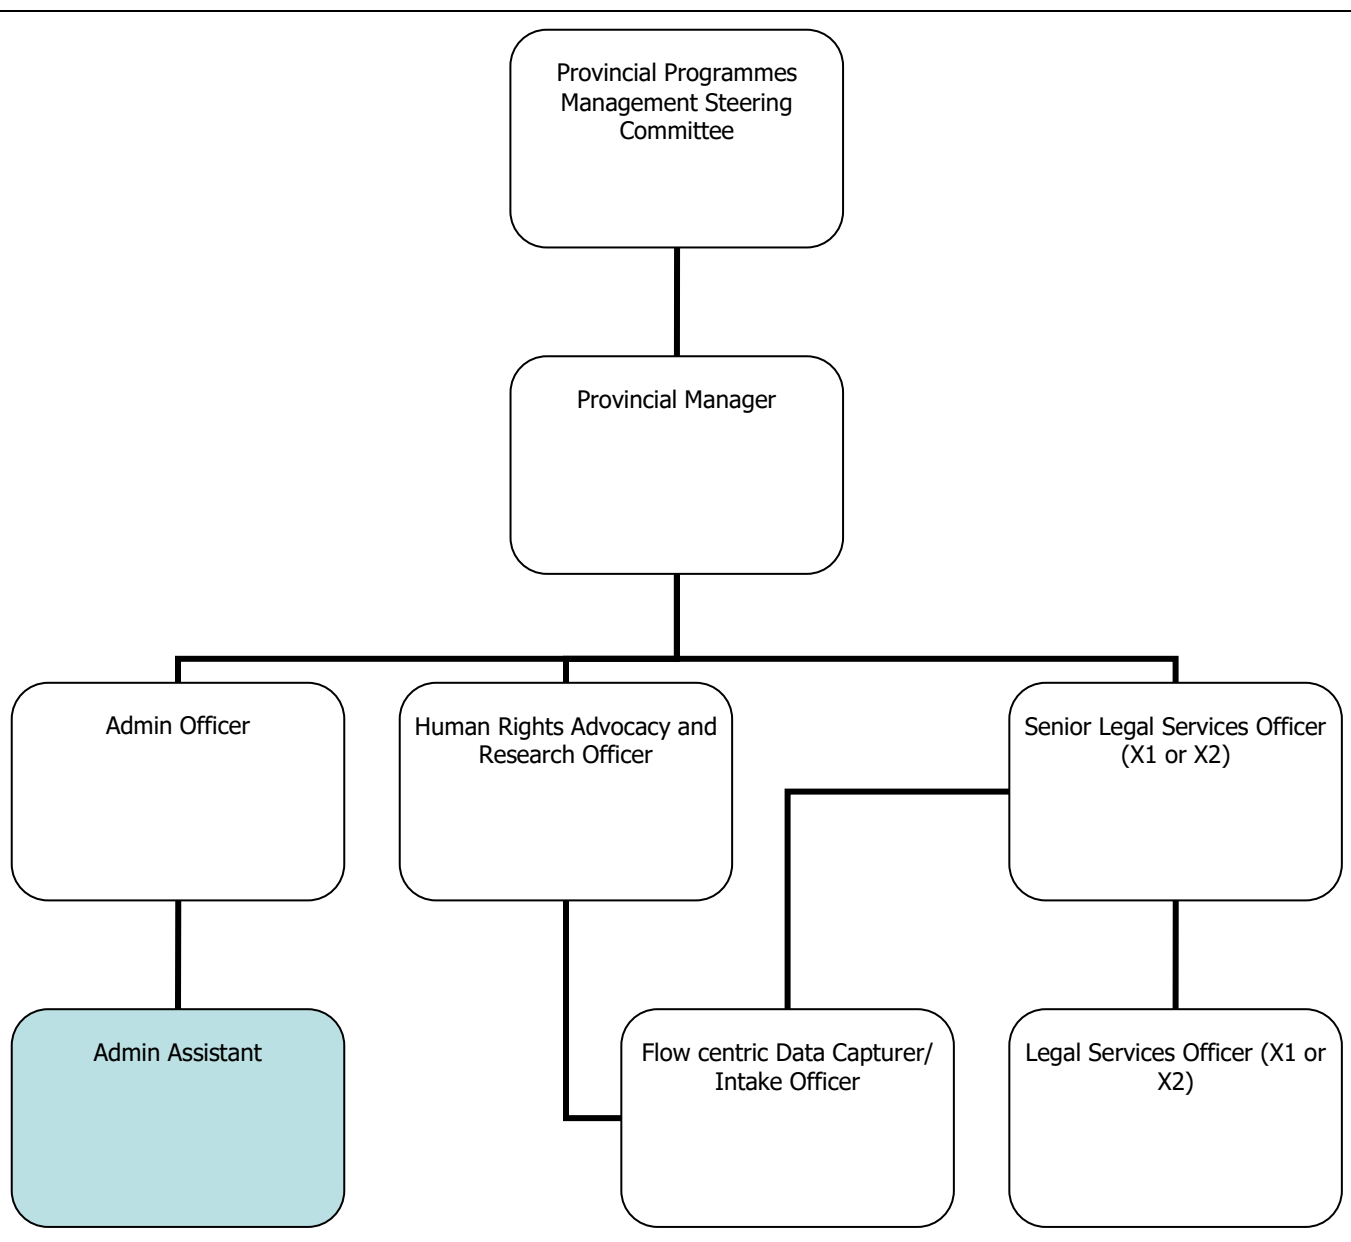 Provincial Programmes
Management Steering
Committee
Provincial Manager
Admin Officer
Human Rights Advocacy and
Research Officer
Senior Legal Services Officer
(X1 or X2)
Admin Assistant
Flow centric Data Capturer/
Intake Officer
Legal Services Officer (X1 or
X2)